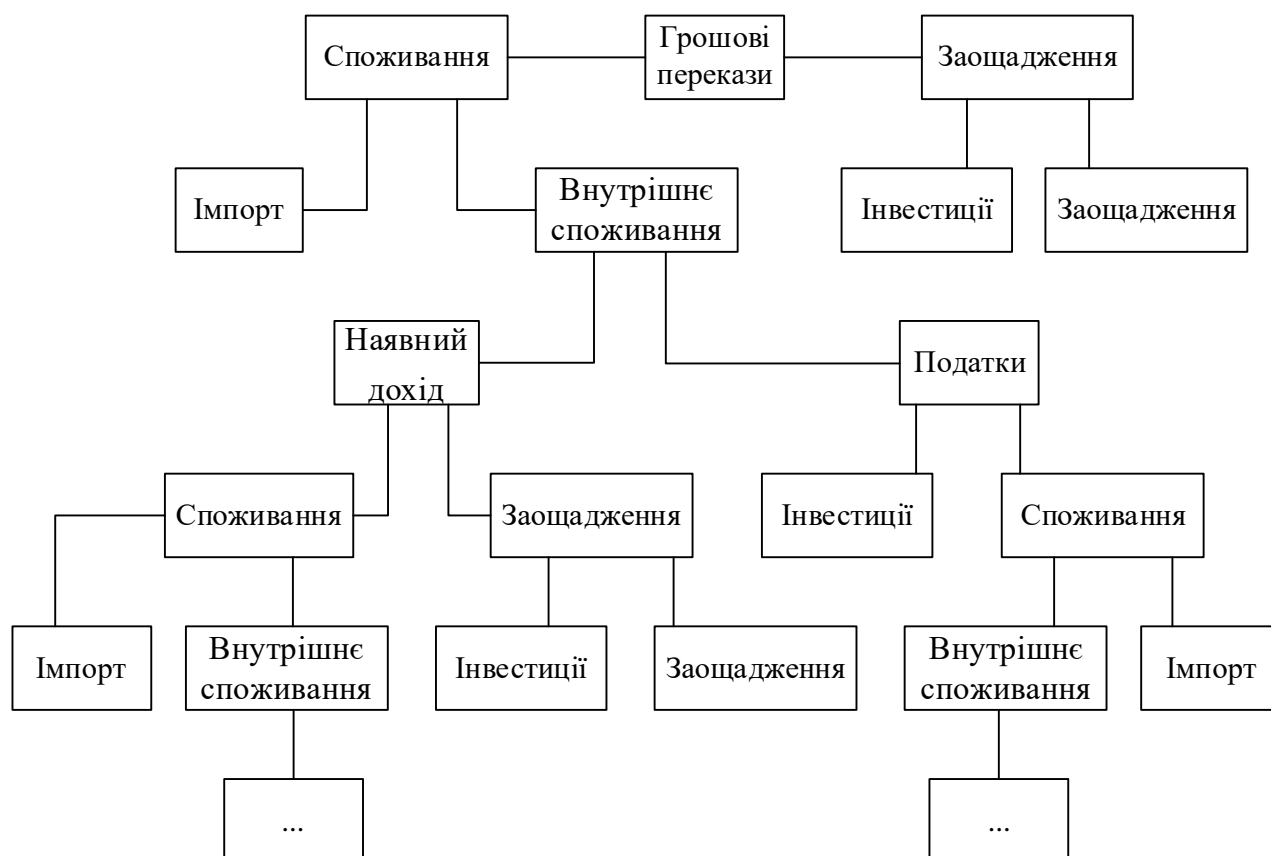 Споживання
Грошові
перекази
Заощадження
Імпорт
Внутрішнє
споживання
Інвестиції
Заощадження
Наявний
дохід
Податки
Споживання
Заощадження
Інвестиції
Споживання
Імпорт
Внутрішнє
споживання
Інвестиції
Заощадження
Внутрішнє
споживання
Імпорт
...
...